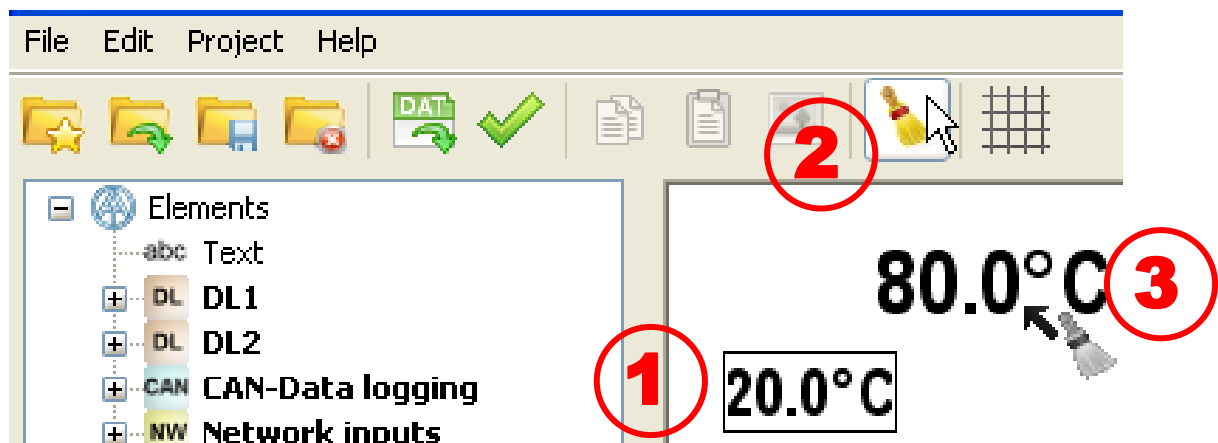 File Edit Project Help
DAT
2
Elements
abc Text
80.0°C
3
DL DL1
DL DL2
1
CAN CAN-Data logging
20.0°C
NW Network inputs